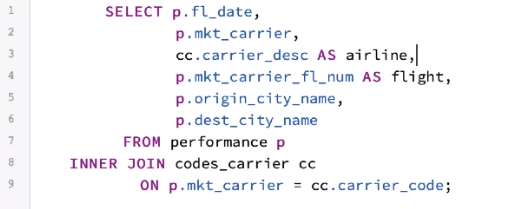 1 SELECT p.fl_date,
2 p.mkt_carrier,
3 cc.carrier_desc AS airline,
4 p.mkt_carrier_fl_num AS flight,
5 p.origin_city_name,
6 p.dest_city_name
7 FROM performance p
8 INNER JOIN codes_carrier cc
9 ON p.mkt_carrier = cc.carrier_code;